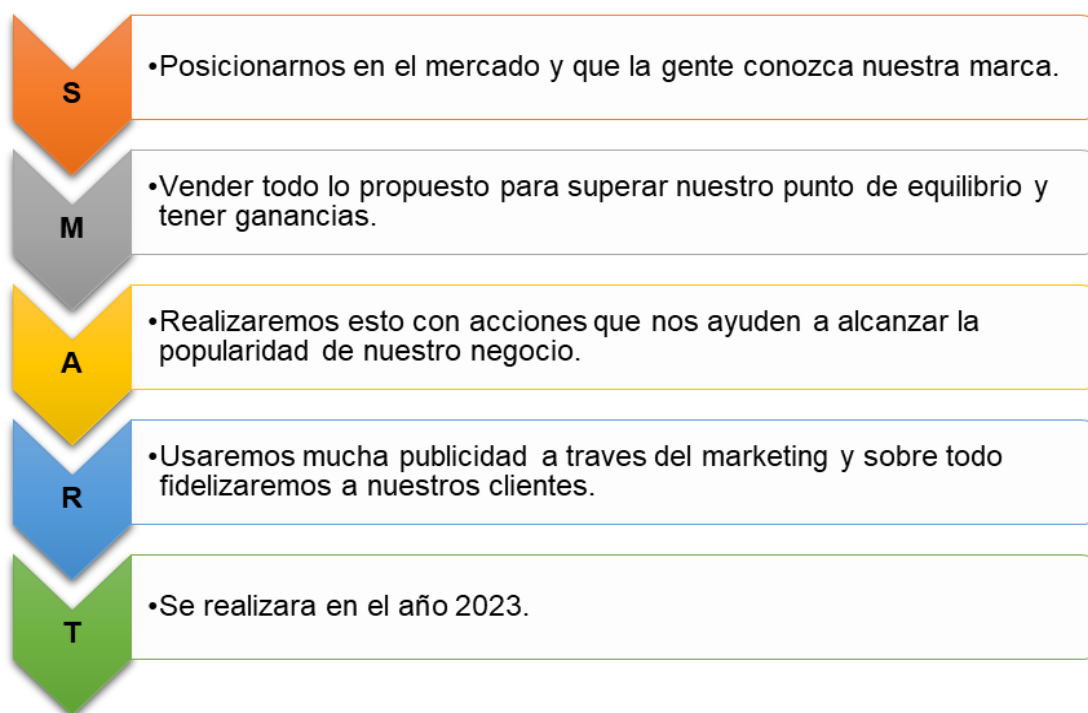 S
•Posicionarnos en el mercado y que la gente conozca nuestra marca.
M
•Vender todo lo propuesto para superar nuestro punto de equilibrio y
tener ganancias.
A
•Realizaremos esto con acciones que nos ayuden a alcanzar la
popularidad de nuestro negocio.
R
•Usaremos mucha publicidad a traves del marketing y sobre todo
fidelizaremos a nuestros clientes.
T
•Se realizara en el año 2023.